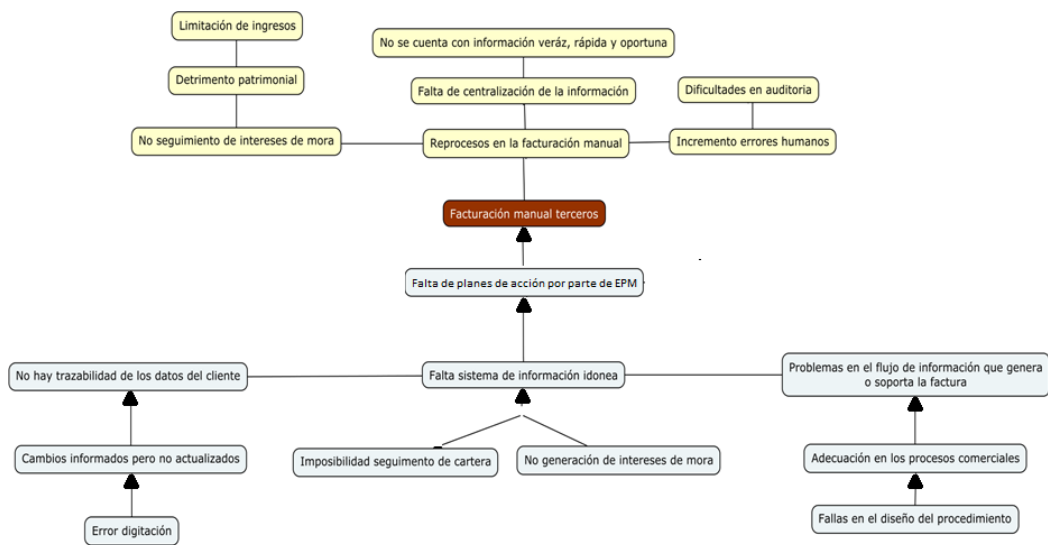 Limitación de ingresos
No se cuenta con información veráz, rápida y oportuna
Detrimento patrimonial
Falta de centralización de la información
Dificultades en auditoria
No seguimiento de intereses de mora
Reprocesos en la facturación manual
Incremento errores humanos
Facturación manual terceros
Falta de planes de acción por parte de EPM
No hay trazabilidad de los datos del cliente
Falta sistema de información idonea
Problemas en el flujo de información que genera
o soporta la factura
Cambios informados pero no actualizados
Imposibilidad seguimento de cartera
No generación de intereses de mora
Adecuación en los procesos comerciales
Error digitación
Fallas en el diseño del procedimiento